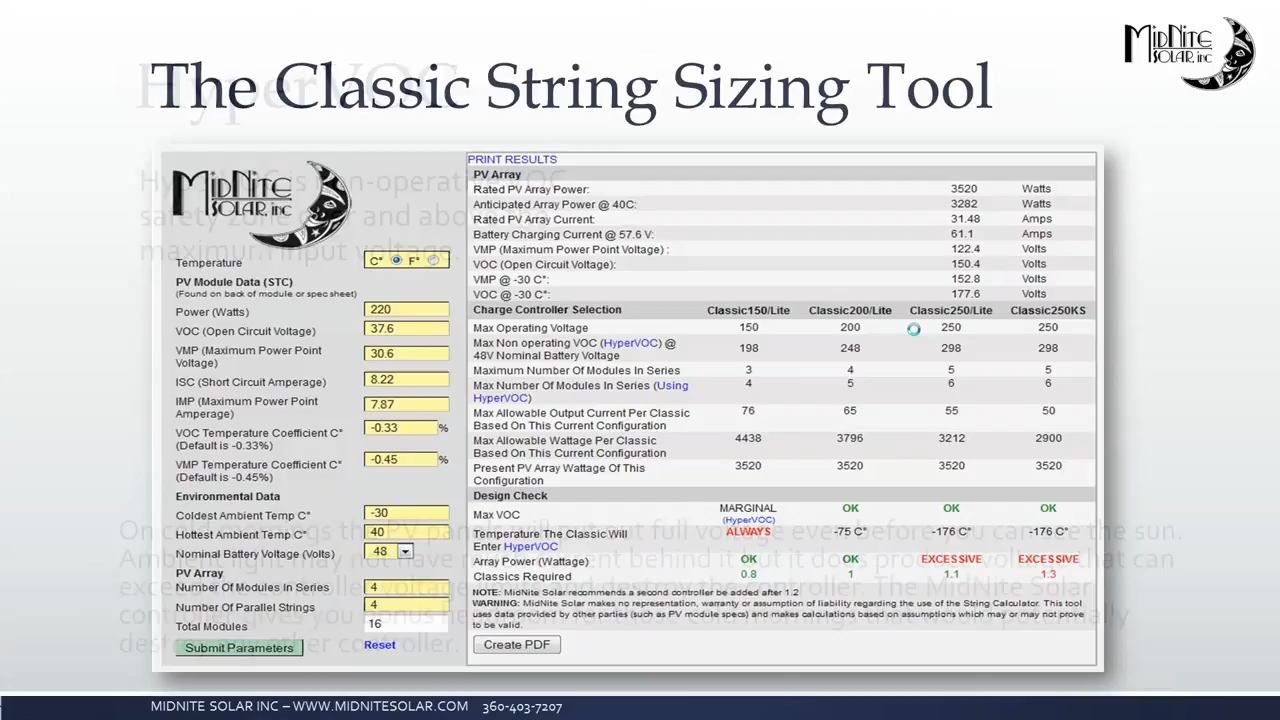 MIDNITE SOLAR, INC
The Classic String Sizing Tool
HyperVOC
MIDNITE SOLAR, INC
Temperature C° F°
PV Module Data (STC)
(Found on back of module or spec sheet)
Power (Watts) 220
VOC (Open Circuit Voltage) 37.6
VMP (Maximum Power Point
Voltage) 30.6
ISC (Short Circuit Amperage) 8.22
IMP (Maximum Power Point
Amperage) 7.87
VOC Temperature Coefficient C°
(Default is -0.33%) -0.33 %
VMP Temperature Coefficient C°
(Default is -0.45%) -0.45 %
Environmental Data
Coldest Ambient Temp C° -30
Hottest Ambient Temp C° 40
Nominal Battery Voltage (Volts) 48
PV Array
Number Of Modules In Series 4
Number Of Parallel Strings 4
Total Modules 16
Submit Parameters Reset
PRINT RESULTS
PV Array
Rated PV Array Power: 3520 Watts
Anticipated Array Power @ 40C: 3282 Watts
Rated PV Array Current: 31.48 Amps
Battery Charging Current @ 57.6 V: 61.1 Amps
VMP (Maximum Power Point Voltage) : 122.4 Volts
VOC (Open Circuit Voltage): 150.4 Volts
VMP @ -30 C°: 152.8 Volts
VOC @ -30 C°: 177.6 Volts
Charge Controller Selection Classic150/Lite Classic200/Lite Classic250/Lite Classic250KS
Max Operating Voltage 150 200 250 250
Max Non operating VOC (HyperVOC) @
48V Nominal Battery Voltage 198 248 298 298
Maximum Number Of Modules In Series 3 4 5 5
Max Number Of Modules In Series (Using
HyperVOC) 4 5 6 6
Max Allowable Output Current Per Classic
Based On This Current Configuration 76 65 55 50
Max Allowable Wattage Per Classic
Based On This Current Configuration 4438 3796 3212 2900
Present PV Array Wattage Of This
Configuration 3520 3520 3520 3520
Design Check
Max VOC MARGINAL (HyperVOC) OK OK OK
Temperature The Classic Will
Enter HyperVOC ALWAYS -75 C° -176 C° -176 C°
Array Power (Wattage) OK OK EXCESSIVE EXCESSIVE
Classics Required 0.8 1 1.1 1.3
NOTE: MidNite Solar recommends a second controller be added after 1.2
WARNING: MidNite Solar makes no representation, warranty or assumption of liability regarding the use of the String Calculator. This tool
uses data provided by other parties (such as PV module specs) and makes calculations based on assumptions which may or may not prove
to be valid.
Create PDF
MIDNITE SOLAR INC – WWW.MIDNITESOLAR.COM 360-403-7207